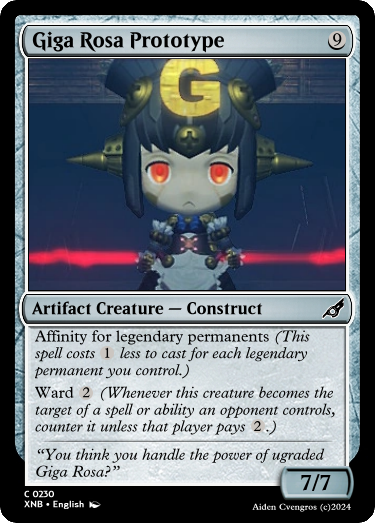 Giga Rosa Prototype 9
G
Artifact Creature — Construct
Affinity for legendary permanents (This
spell costs 1 less to cast for each legendary
permanent you control.)
Ward 2 (Whenever this creature becomes the
target of a spell or ability an opponent controls,
counter it unless that player pays 2.)
“You think you handle the power of ugraded
Giga Rosa?”
7/7
C 0230
XNB • English
Aiden Cvengros (c)2024